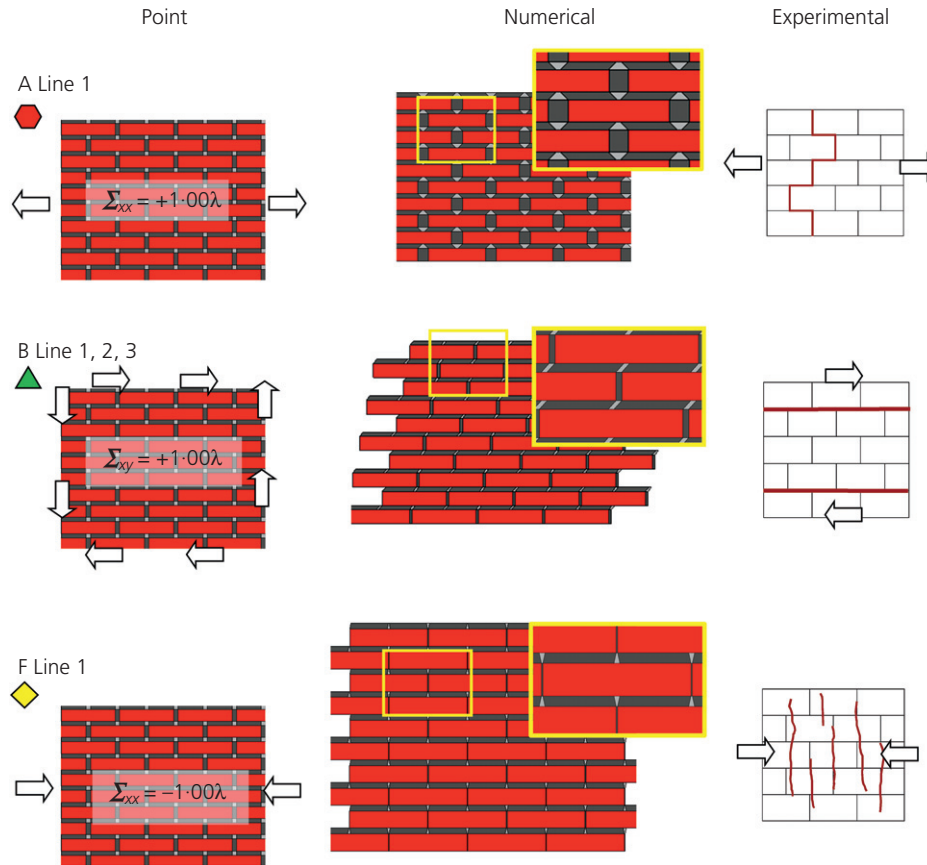 Point Numerical Experimental
A Line 1
Σxx = +1·00λ
B Line 1, 2, 3
Σxy = +1·00λ
F Line 1
Σxx = −1·00λ